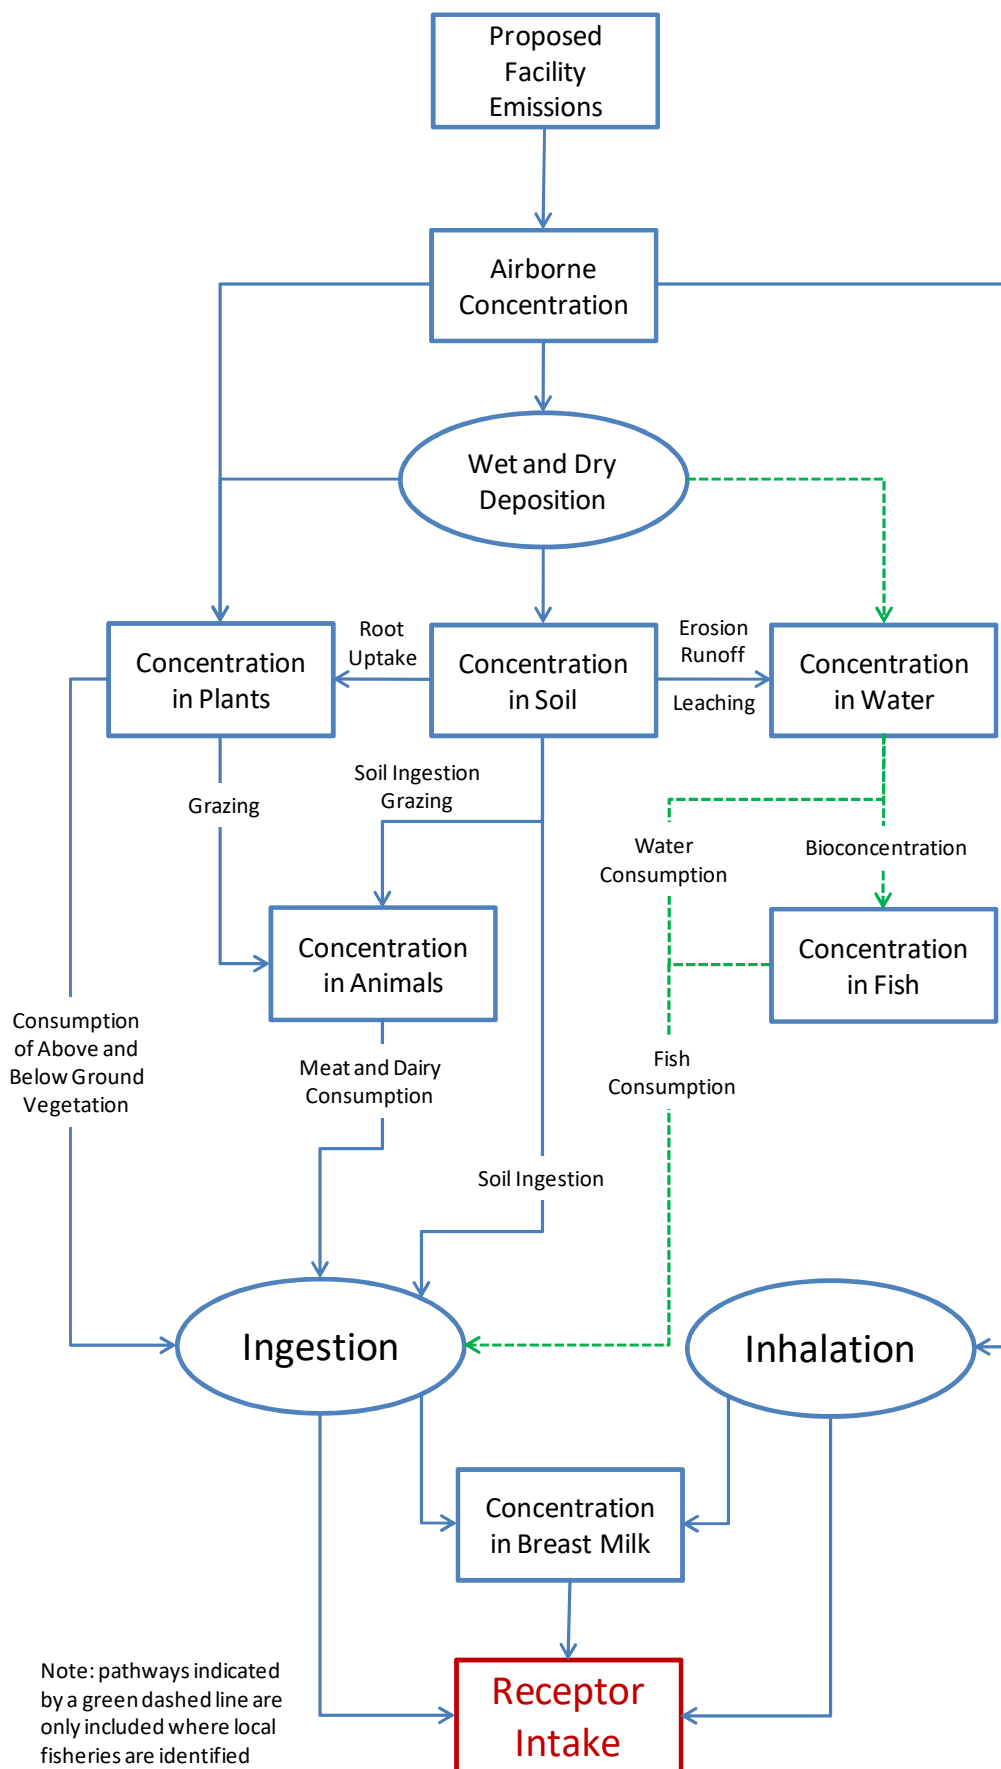 Proposed
Facility
Emissions
Airborne
Concentration
Wet and Dry
Deposition
Concentration
in Plants
Root
Uptake
Concentration
in Soil
Erosion
Runoff
Leaching
Concentration
in Water
Grazing
Soil Ingestion
Grazing
Water
Consumption
Bioconcentration
Concentration
in Animals
Concentration
in Fish
Consumption
of Above and
Below Ground
Vegetation
Meat and Dairy
Consumption
Fish
Consumption
Soil Ingestion
Ingestion
Inhalation
Concentration
in Breast Milk
Receptor
Intake
Note: pathways indicated
by a green dashed line are
only included where local
fisheries are identified